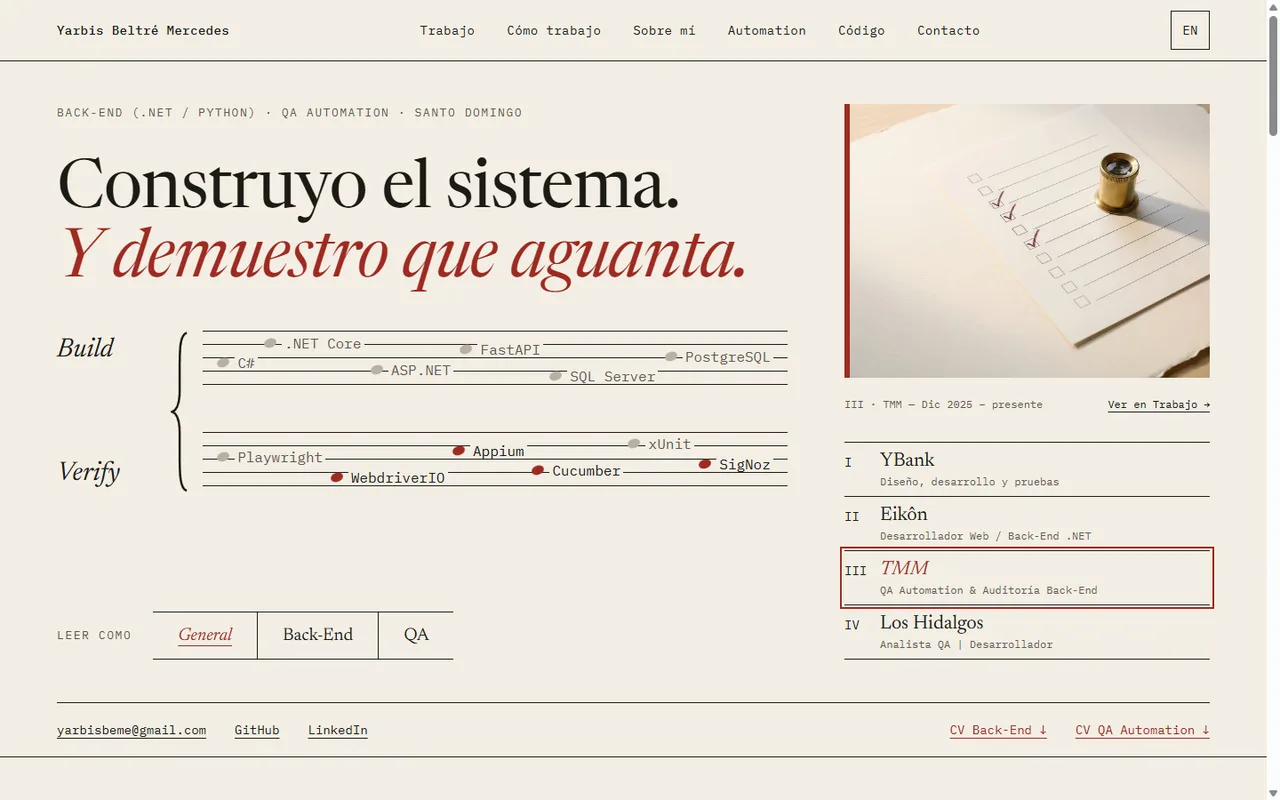 Yarbis Beltré Mercedes
Trabajo Cómo trabajo Sobre mí Automation Código Contacto
EN
BACK-END (.NET / PYTHON) · QA AUTOMATION · SANTO DOMINGO
Construyo el sistema.
Y demuestro que aguanta.
Build
.NET Core
FastAPI
PostgreSQL
C#
ASP.NET
SQL Server
Verify
Playwright
Appium
xUnit
WebdriverIO
Cucumber
SigNoz
LEER COMO
General
Back-End
QA
III · TMM — Dic 2025 – presente
Ver en Trabajo →
I YBank
Diseño, desarrollo y pruebas
II Eikôn
Desarrollador Web / Back-End .NET
III TMM
QA Automation & Auditoría Back-End
IV Los Hidalgos
Analista QA | Desarrollador
yarbisbeme@gmail.com GitHub LinkedIn
CV Back-End ↓ CV QA Automation ↓